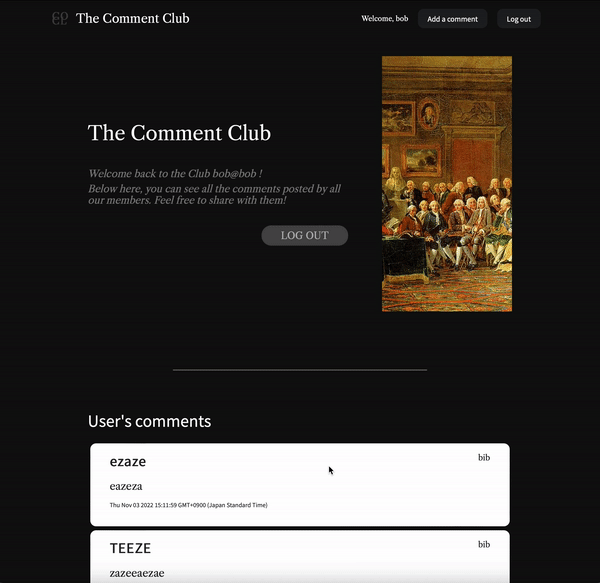 The Comment Club
Welcome, bob
Add a comment
Log out
The Comment Club
Welcome back to the Club bob@bob !
Below here, you can see all the comments posted by all
our members. Feel free to share with them!
LOG OUT
User's comments
ezaze
bib
eazeza
Thu Nov 03 2022 15:11:59 GMT+0900 (Japan Standard Time)
TEEZE
bib
zazeeaezae